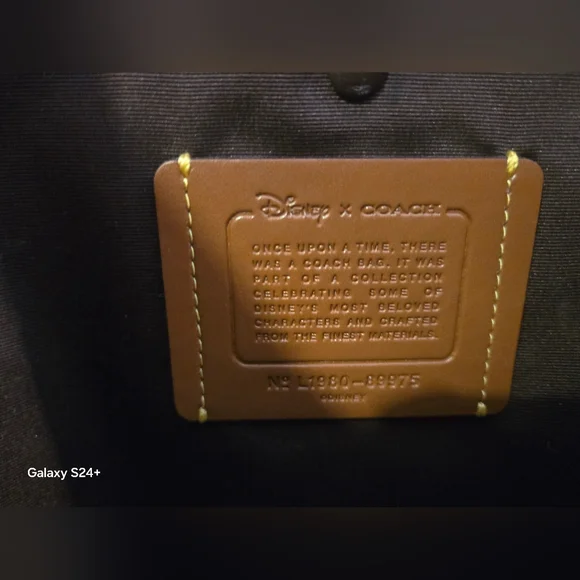 Disney x COACH
ONCE UPON A TIME, THERE
WAS A COACH BAG. IT WAS
PART OF A COLLECTION
CELEBRATING SOME OF
DISNEY'S MOST BELOVED
CHARACTERS AND CRAFTED
FROM THE FINEST MATERIALS.
Nº L1980-89975
©DISNEY
Galaxy S24+